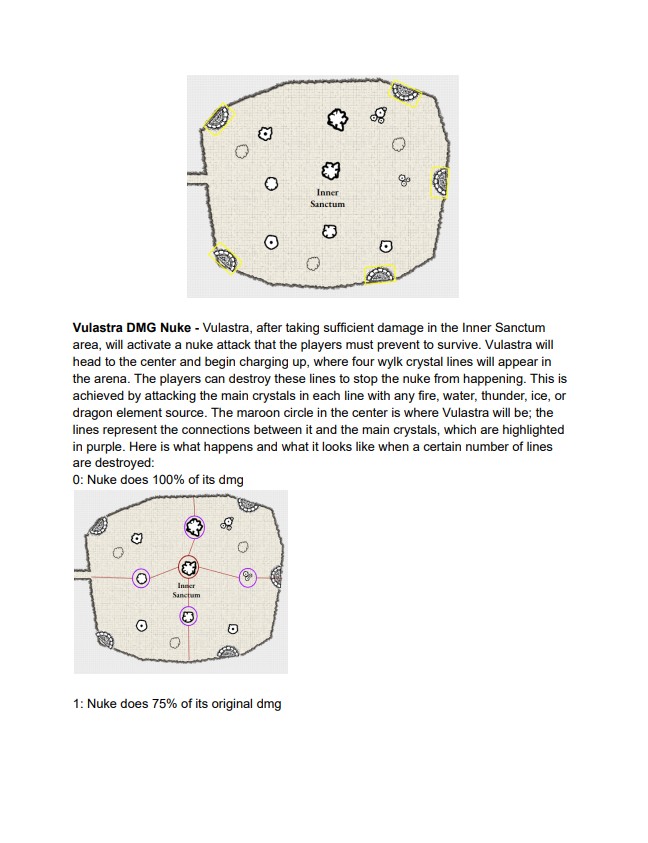 Inner
Sanctum
Vulastra DMG Nuke - Vulastra, after taking sufficient damage in the Inner Sanctum
area, will activate a nuke attack that the players must prevent to survive. Vulastra will
head to the center and begin charging up, where four wylk crystal lines will appear in
the arena. The players can destroy these lines to stop the nuke from happening. This is
achieved by attacking the main crystals in each line with any fire, water, thunder, ice, or
dragon element source. The maroon circle in the center is where Vulastra will be; the
lines represent the connections between it and the main crystals, which are highlighted
in purple. Here is what happens and what it looks like when a certain number of lines
are destroyed:
0: Nuke does 100% of its dmg
Inner
Sanctum
1: Nuke does 75% of its original dmg